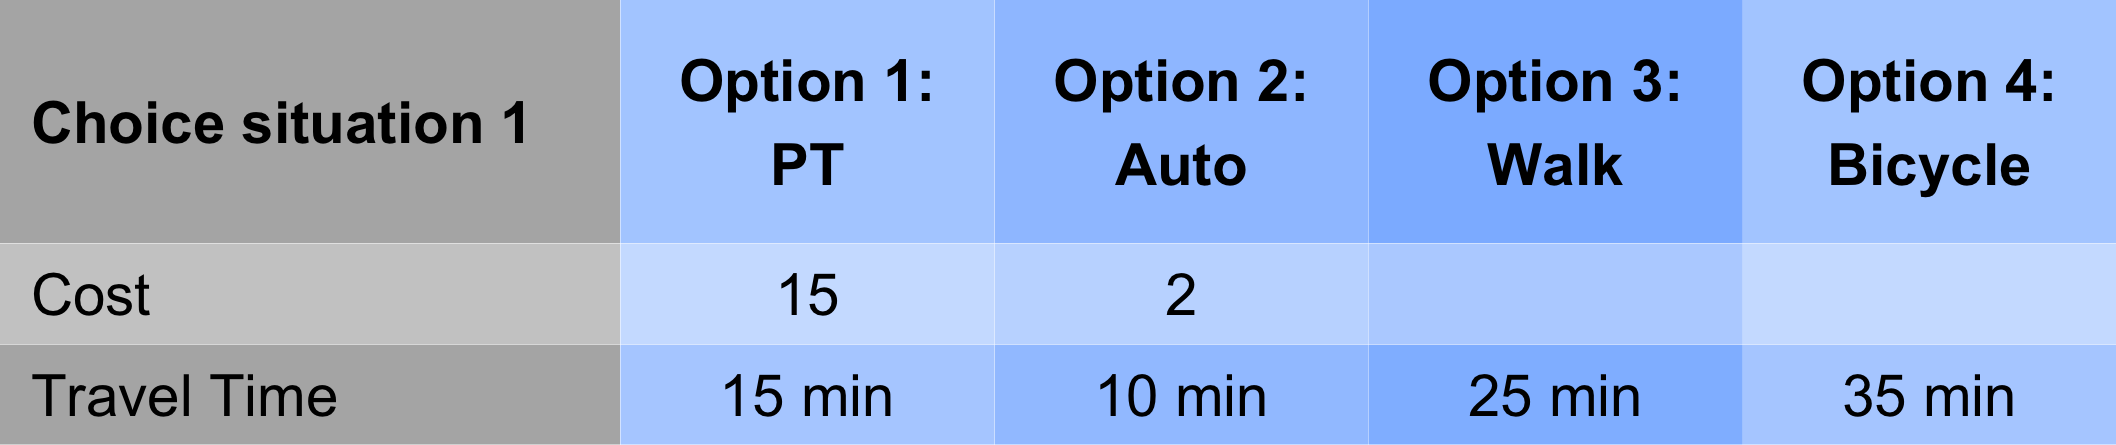 Choice situation 1
Option 1:
PT
Option 2:
Auto
Option 3:
Walk
Option 4:
Bicycle
Cost 15 2
Travel Time 15 min 10 min 25 min 35 min